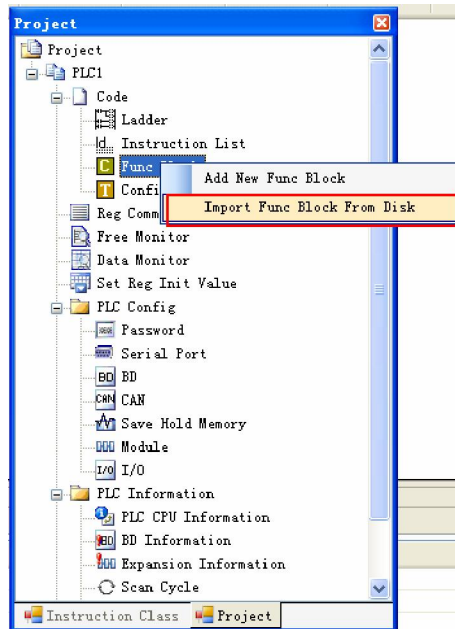 Project
Project
PLC1
Code
Ladder
Instruction List
Func
Add New Func Block
Confi
Import Func Block From Disk
Reg Comm
Free Monitor
Data Monitor
Set Reg Init Value
PLC Config
Password
Serial Port
BD BD
CAN CAN
Save Hold Memory
Module
I/O I/O
PLC Information
PLC CPU Information
BD Information
Expansion Information
Scan Cycle
Instruction Class Project